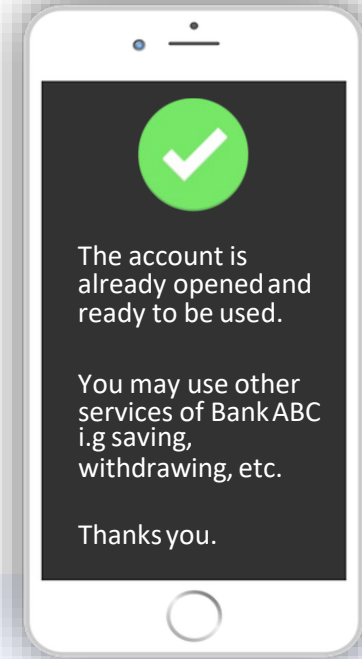 The account is
already opened and
ready to be used.
You may use other
services of Bank ABC
i.g saving,
withdrawing, etc.
Thanks you.